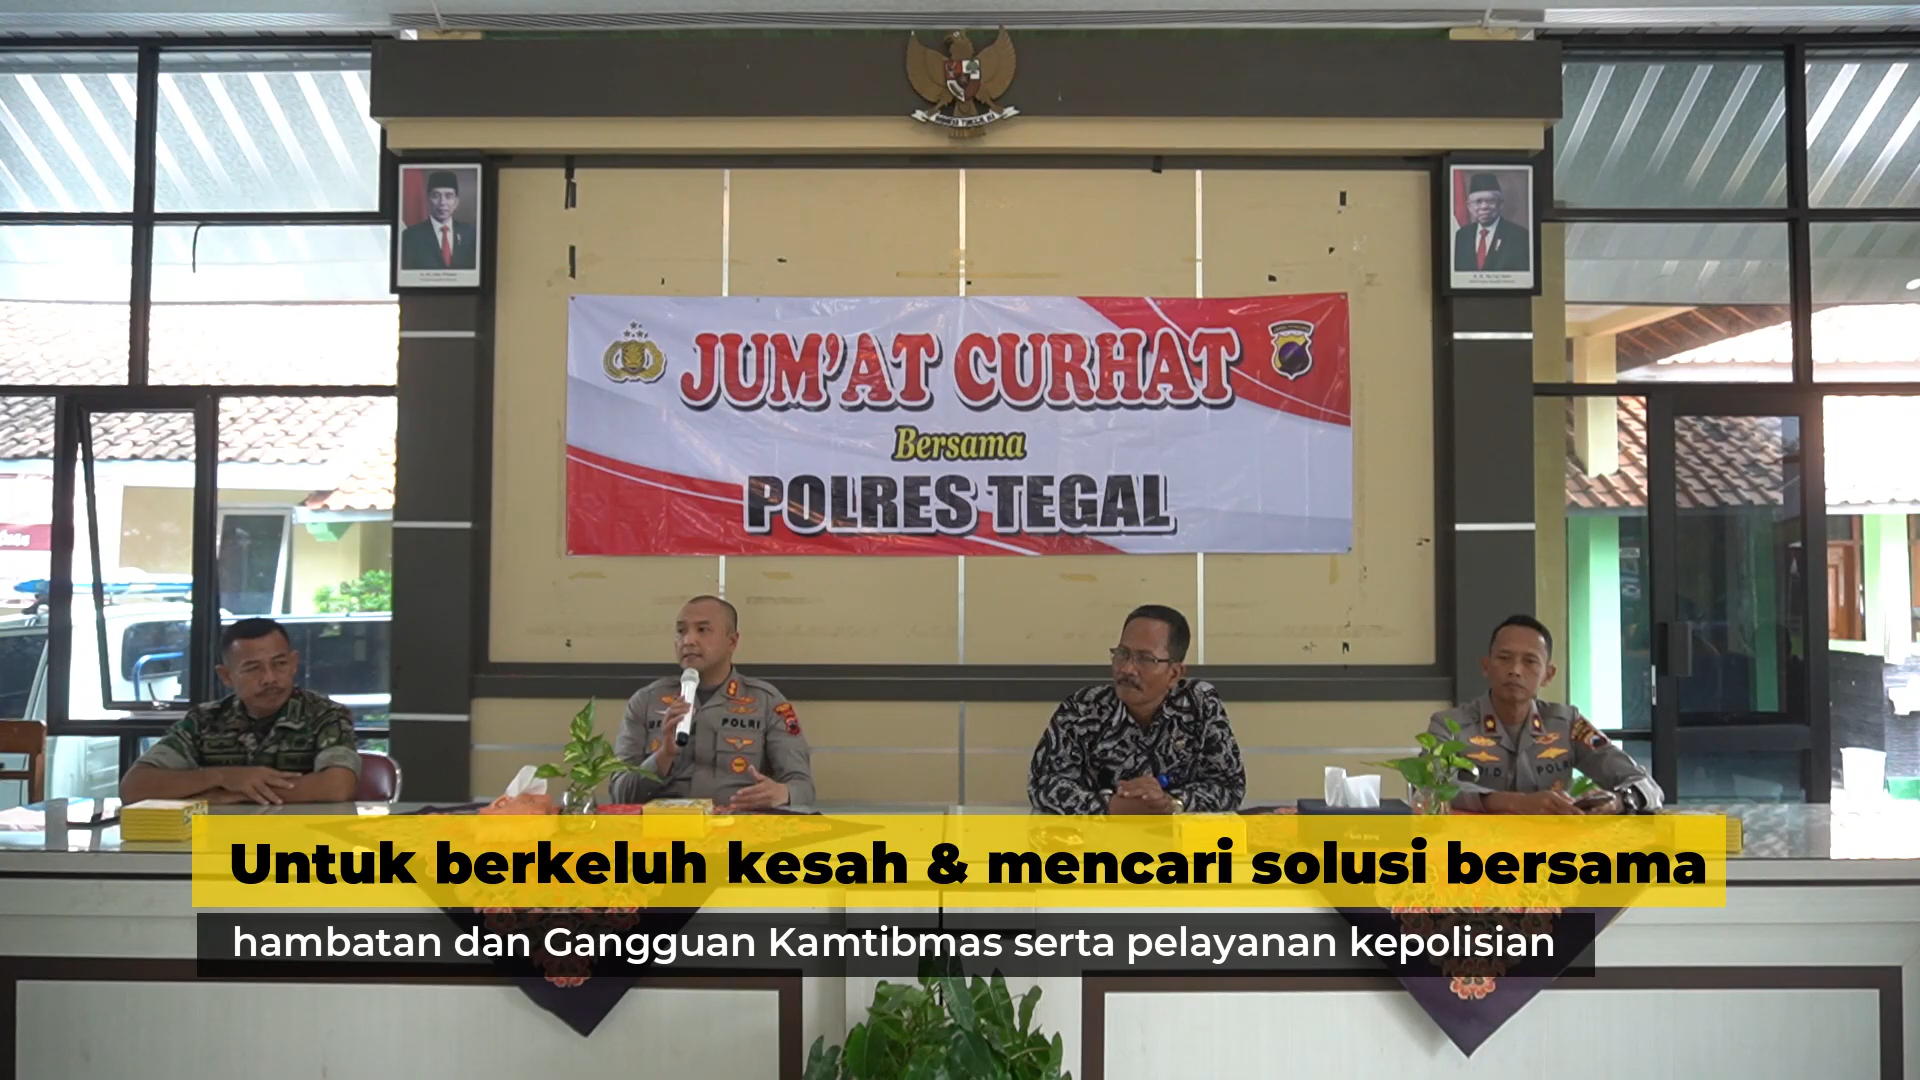 JUM'AT CURHAT
Bersama
POLRES TEGAL
POLRI
Untuk berkeluh kesah & mencari solusi bersama
hambatan dan Gangguan Kamtibmas serta pelayanan kepolisian